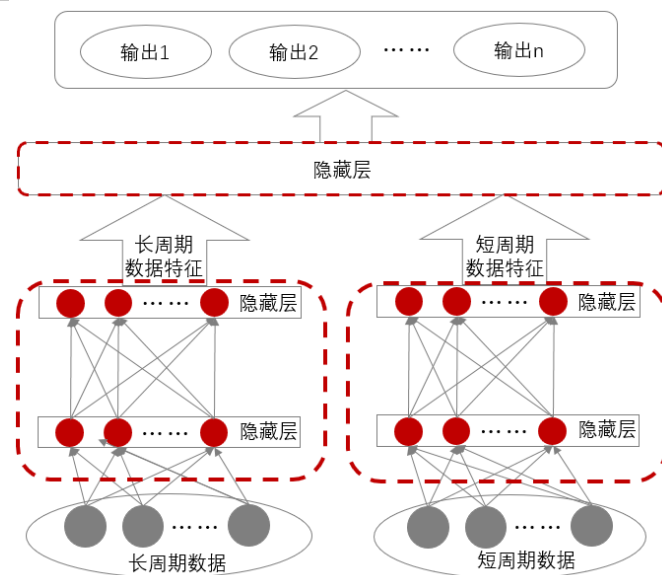 输出1 输出2 …… 输出n
隐藏层
长周期
数据特征
短周期
数据特征
…… 隐藏层
…… 隐藏层
…… 隐藏层
…… 隐藏层
……
长周期数据
……
短周期数据